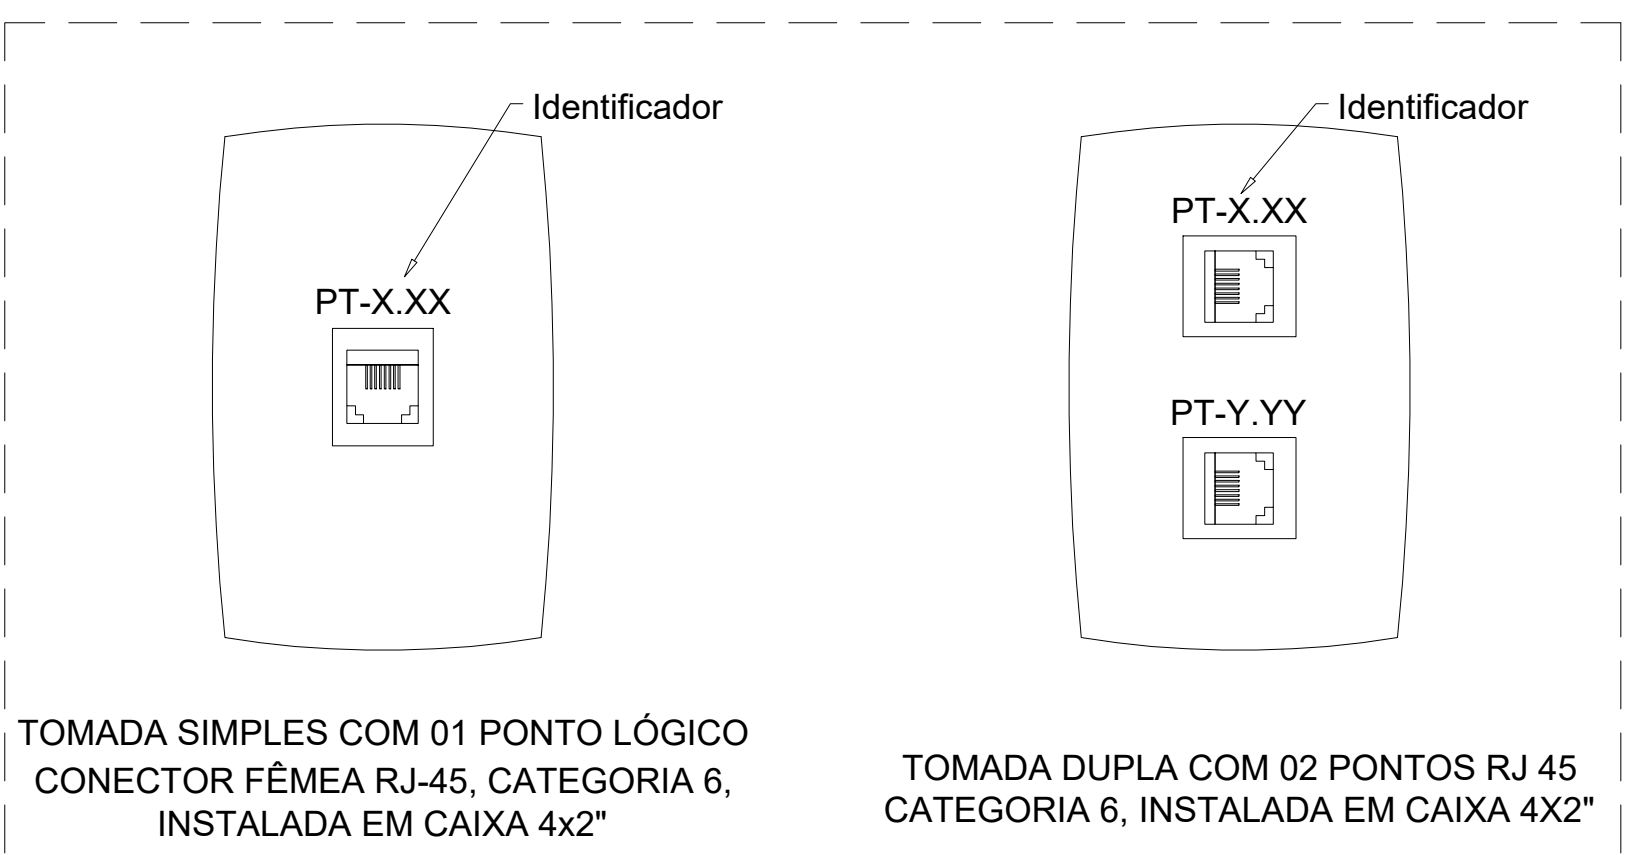 Identificador
PT-X.XX
TOMADA SIMPLES COM 01 PONTO LÓGICO
CONECTOR FÊMEA RJ-45, CATEGORIA 6,
INSTALADA EM CAIXA 4x2"
Identificador
PT-X.XX
PT-Y.YY
TOMADA DUPLA COM 02 PONTOS RJ 45
CATEGORIA 6, INSTALADA EM CAIXA 4X2"